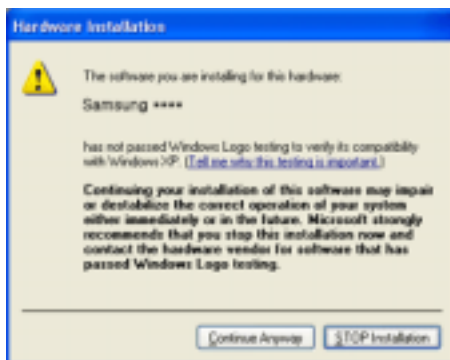 Hardware Installation
The software you are installing for this hardware:
Samsung ****
has not passed Windows Logo testing to verify its compatibility
with Windows XP. (Tell me why this testing is important.)
Continuing your installation of this software may impair
or destabilize the correct operation of your system
either immediately or in the future. Microsoft strongly
recommends that you stop this installation now and
contact the hardware vendor for software that has
passed Windows Logo testing.
Continue Anyway STOP Installation